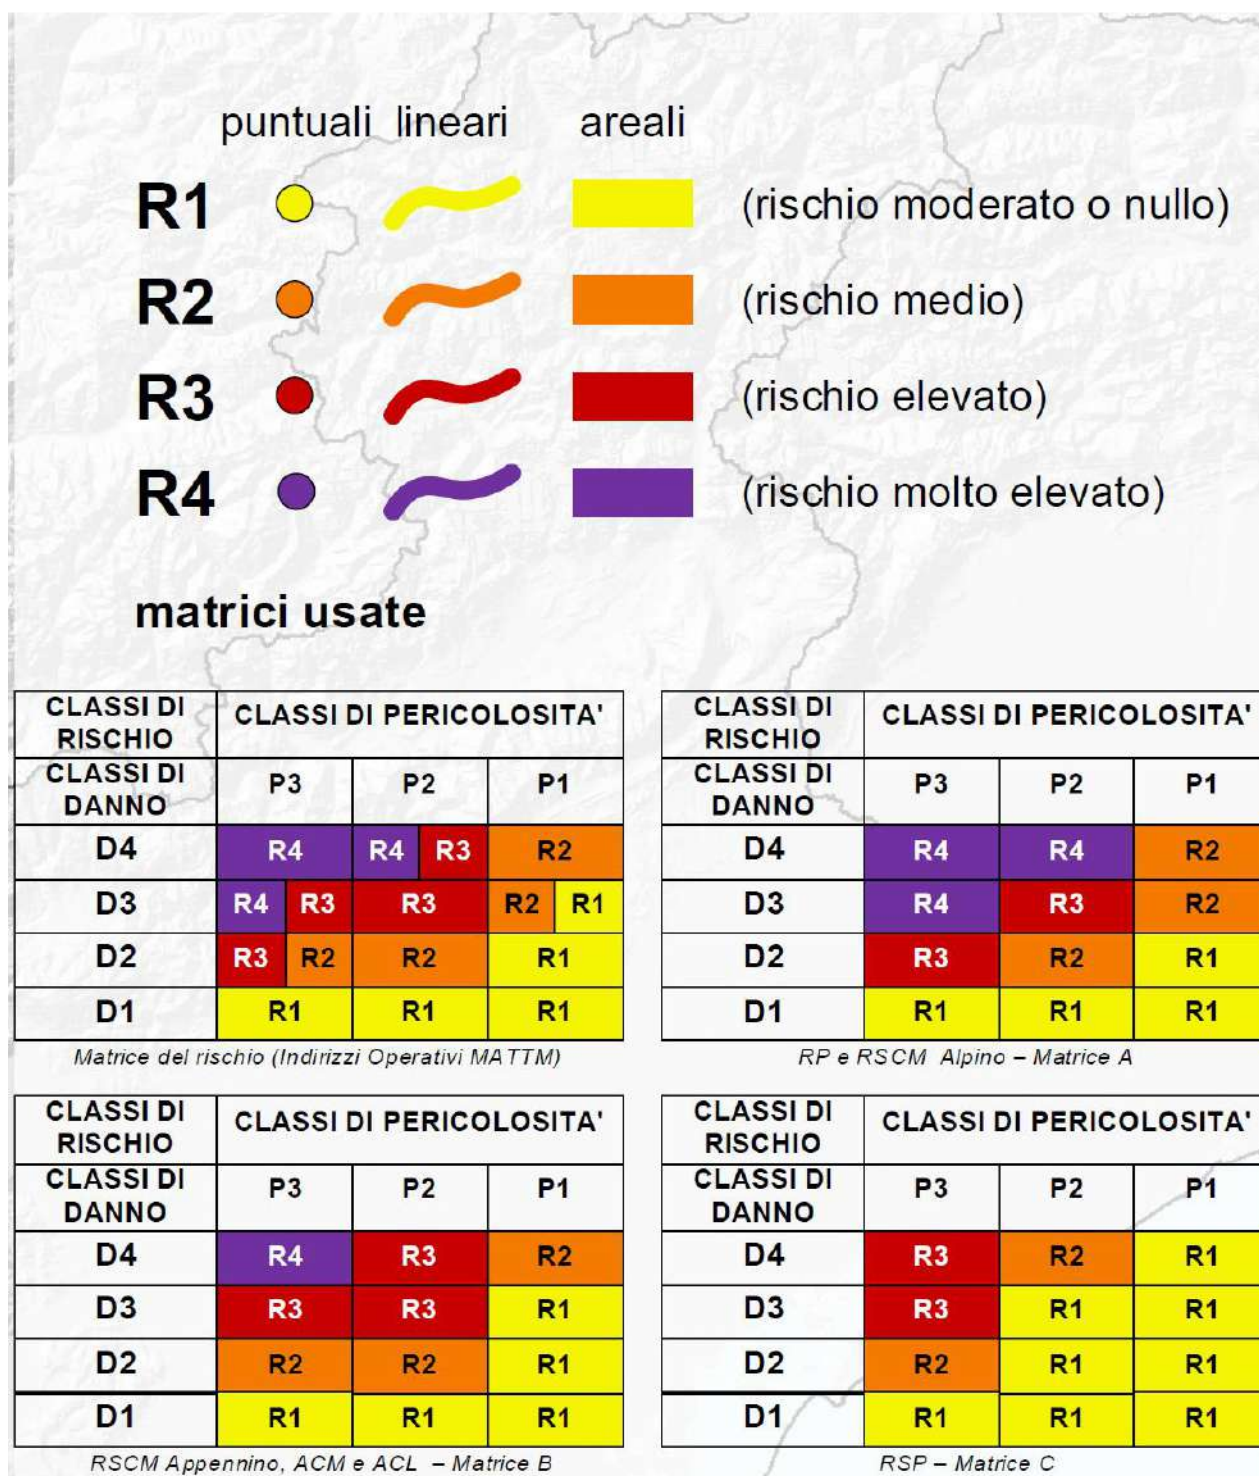 puntuali lineari areali
R1 (rischio moderato o nullo)
R2 (rischio medio)
R3 (rischio elevato)
R4 (rischio molto elevato)
matrici usate
CLASSI DI RISCHIO CLASSI DI PERICOLOSITA'
CLASSI DI DANNO P3 P2 P1
D4 R4 R4 R3 R2
D3 R4 R3 R3 R2 R1
D2 R3 R2 R2 R1
D1 R1 R1 R1
Matrice del rischio (Indirizzi Operativi MATTM)
CLASSI DI RISCHIO CLASSI DI PERICOLOSITA'
CLASSI DI DANNO P3 P2 P1
D4 R4 R4 R2
D3 R4 R3 R2
D2 R3 R2 R1
D1 R1 R1 R1
RP e RSCM Alpino – Matrice A
CLASSI DI RISCHIO CLASSI DI PERICOLOSITA'
CLASSI DI DANNO P3 P2 P1
D4 R4 R3 R2
D3 R3 R3 R1
D2 R2 R2 R1
D1 R1 R1 R1
RSCM Appennino, ACM e ACL – Matrice B
CLASSI DI RISCHIO CLASSI DI PERICOLOSITA'
CLASSI DI DANNO P3 P2 P1
D4 R3 R2 R1
D3 R3 R1 R1
D2 R2 R1 R1
D1 R1 R1 R1
RSP – Matrice C